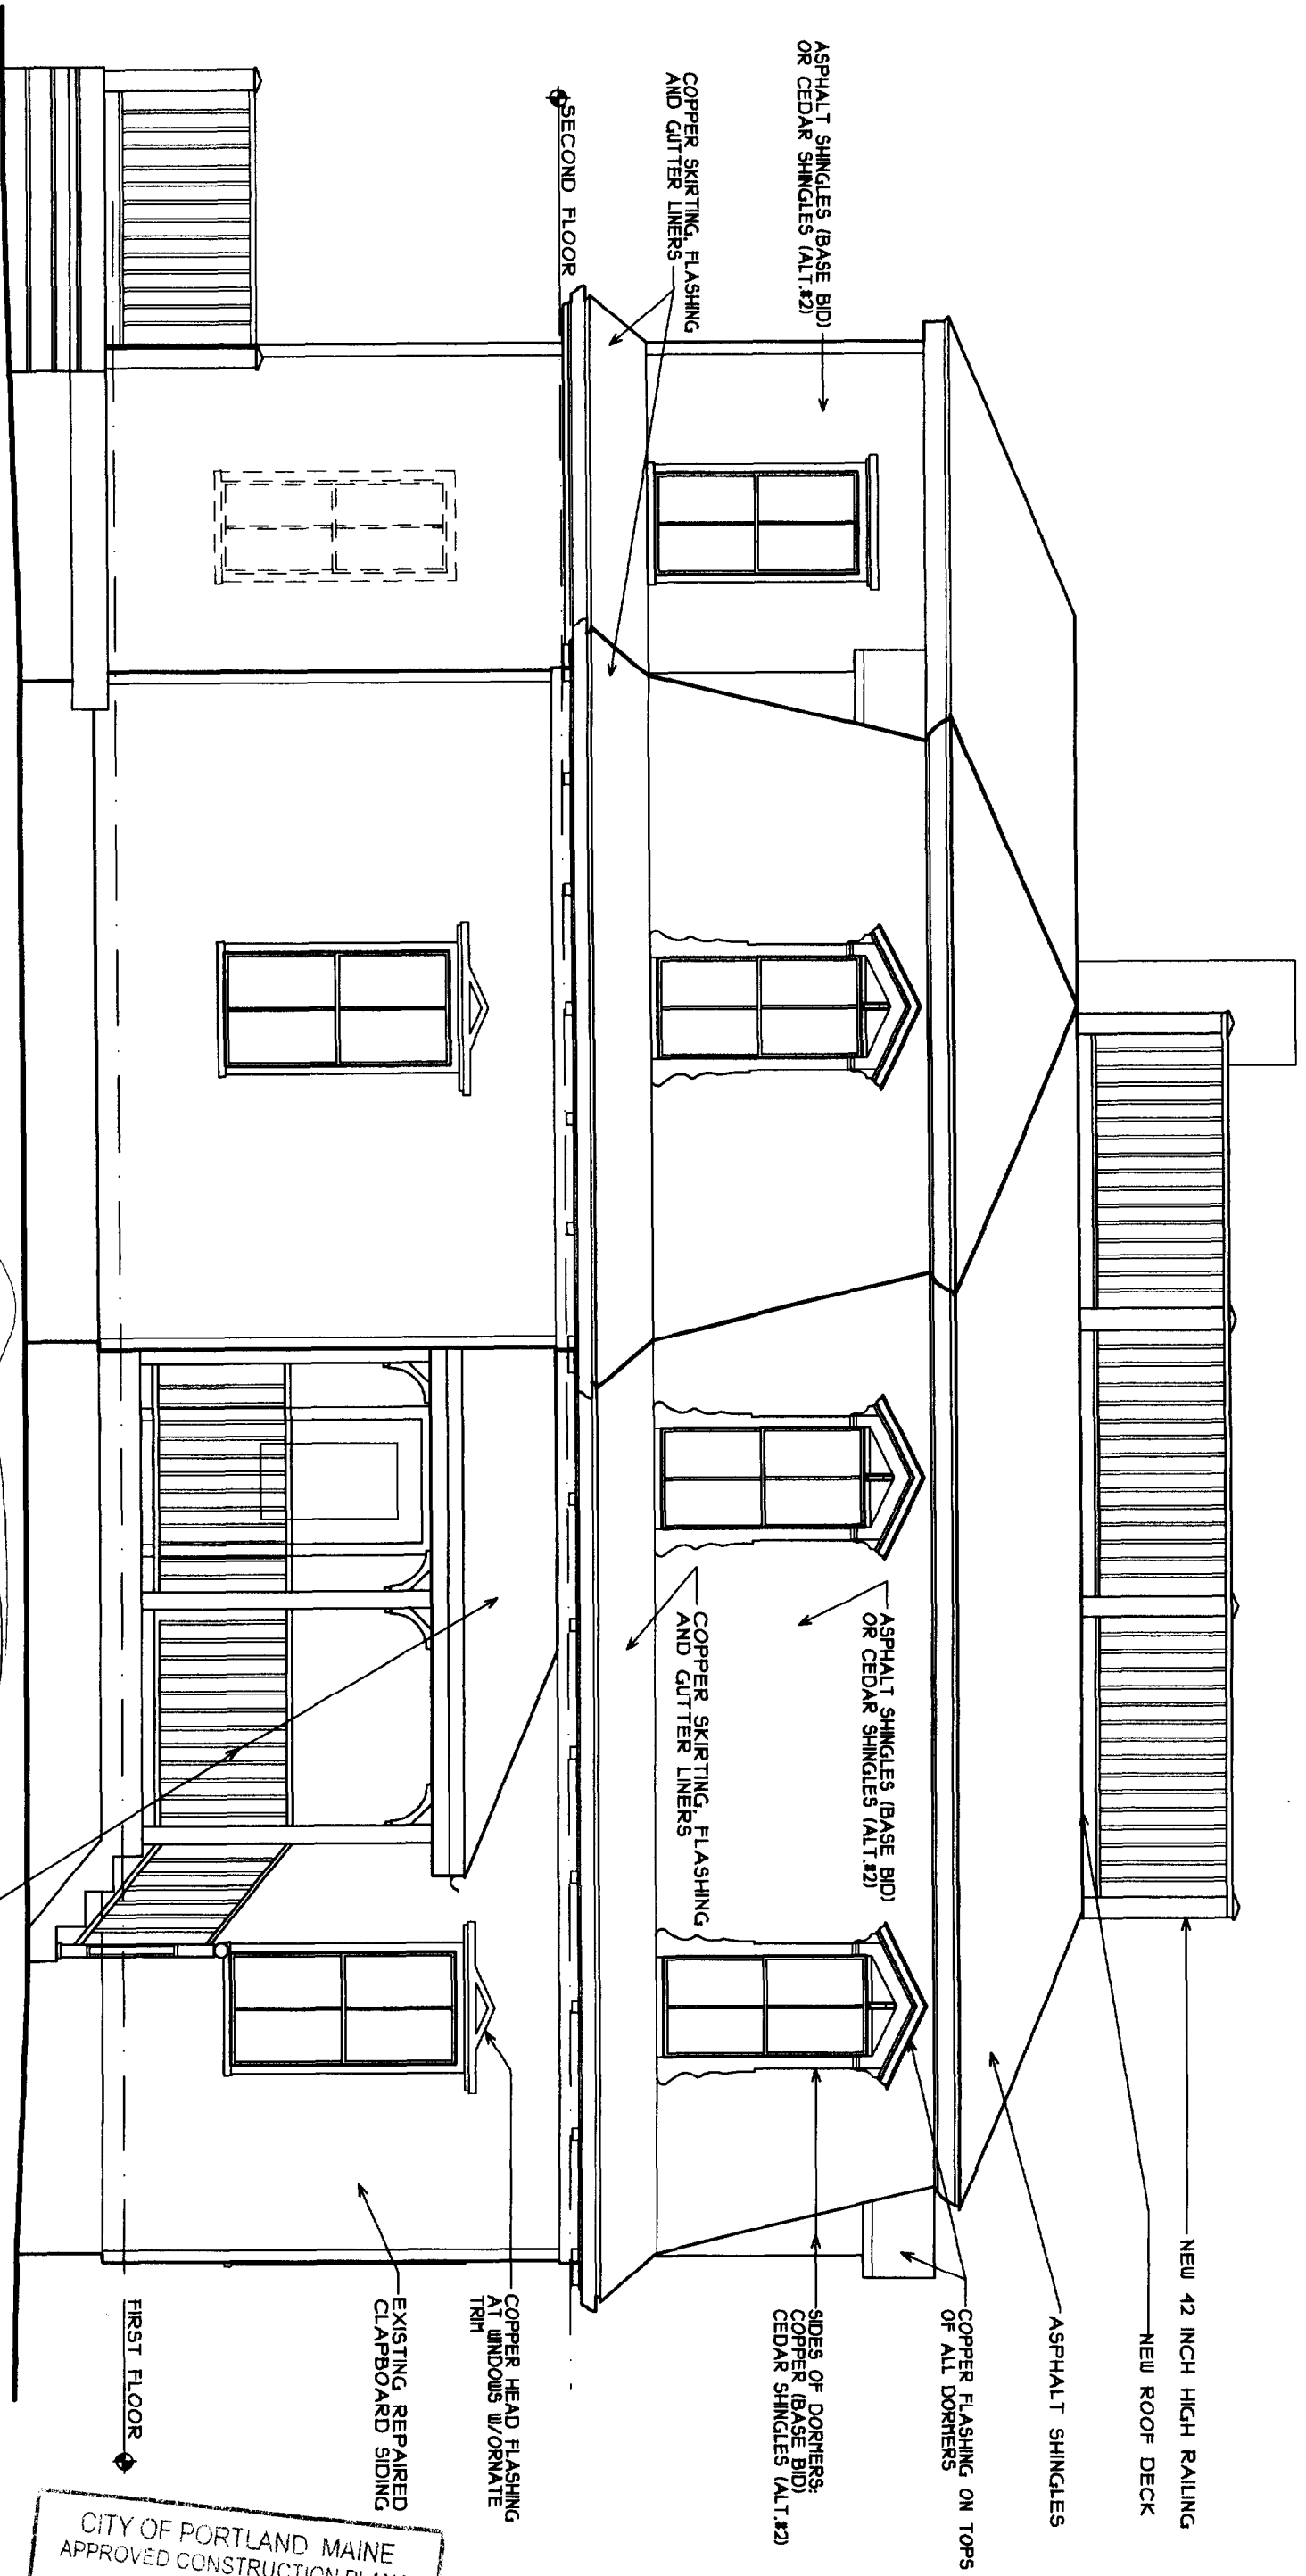 ASPHALT SHINGLES (BASE BID)
OR CEDAR SHINGLES (ALT.#2)
COPPER SKIRTING, FLASHING
AND GUTTER LINERS
SECOND FLOOR
NEW 42 INCH HIGH RAILING
NEW ROOF DECK
ASPHALT SHINGLES
COPPER FLASHING ON TOPS
OF ALL DORMERS
ASPHALT SHINGLES (BASE BID)
OR CEDAR SHINGLES (ALT.#2)
COPPER SKIRTING, FLASHING
AND GUTTER LINERS
SIDES OF DORMERS:
COPPER (BASE BID)
CEDAR SHINGLES (ALT.#2)
COPPER HEAD FLASHING
AT WINDOWS W/ORNATE
TRIM
EXISTING REPAIRED
CLAPBOARD SIDING
FIRST FLOOR
CITY OF PORTLAND MAINE
APPROVED CONSTRUCTION